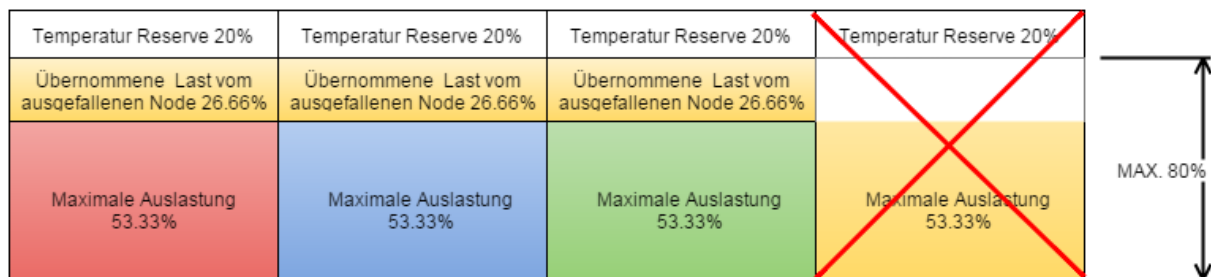 Temperatur Reserve 20% Temperatur Reserve 20% Temperatur Reserve 20% Temperatur Reserve 20%
Übernommene Last vom Übernommene Last vom Übernommene Last vom
ausgefallenen Node 26.66% ausgefallenen Node 26.66% ausgefallenen Node 26.66%
MAX. 80%
Maximale Auslastung Maximale Auslastung Maximale Auslastung Maximale Auslastung
53.33% 53.33% 53.33% 53.33%